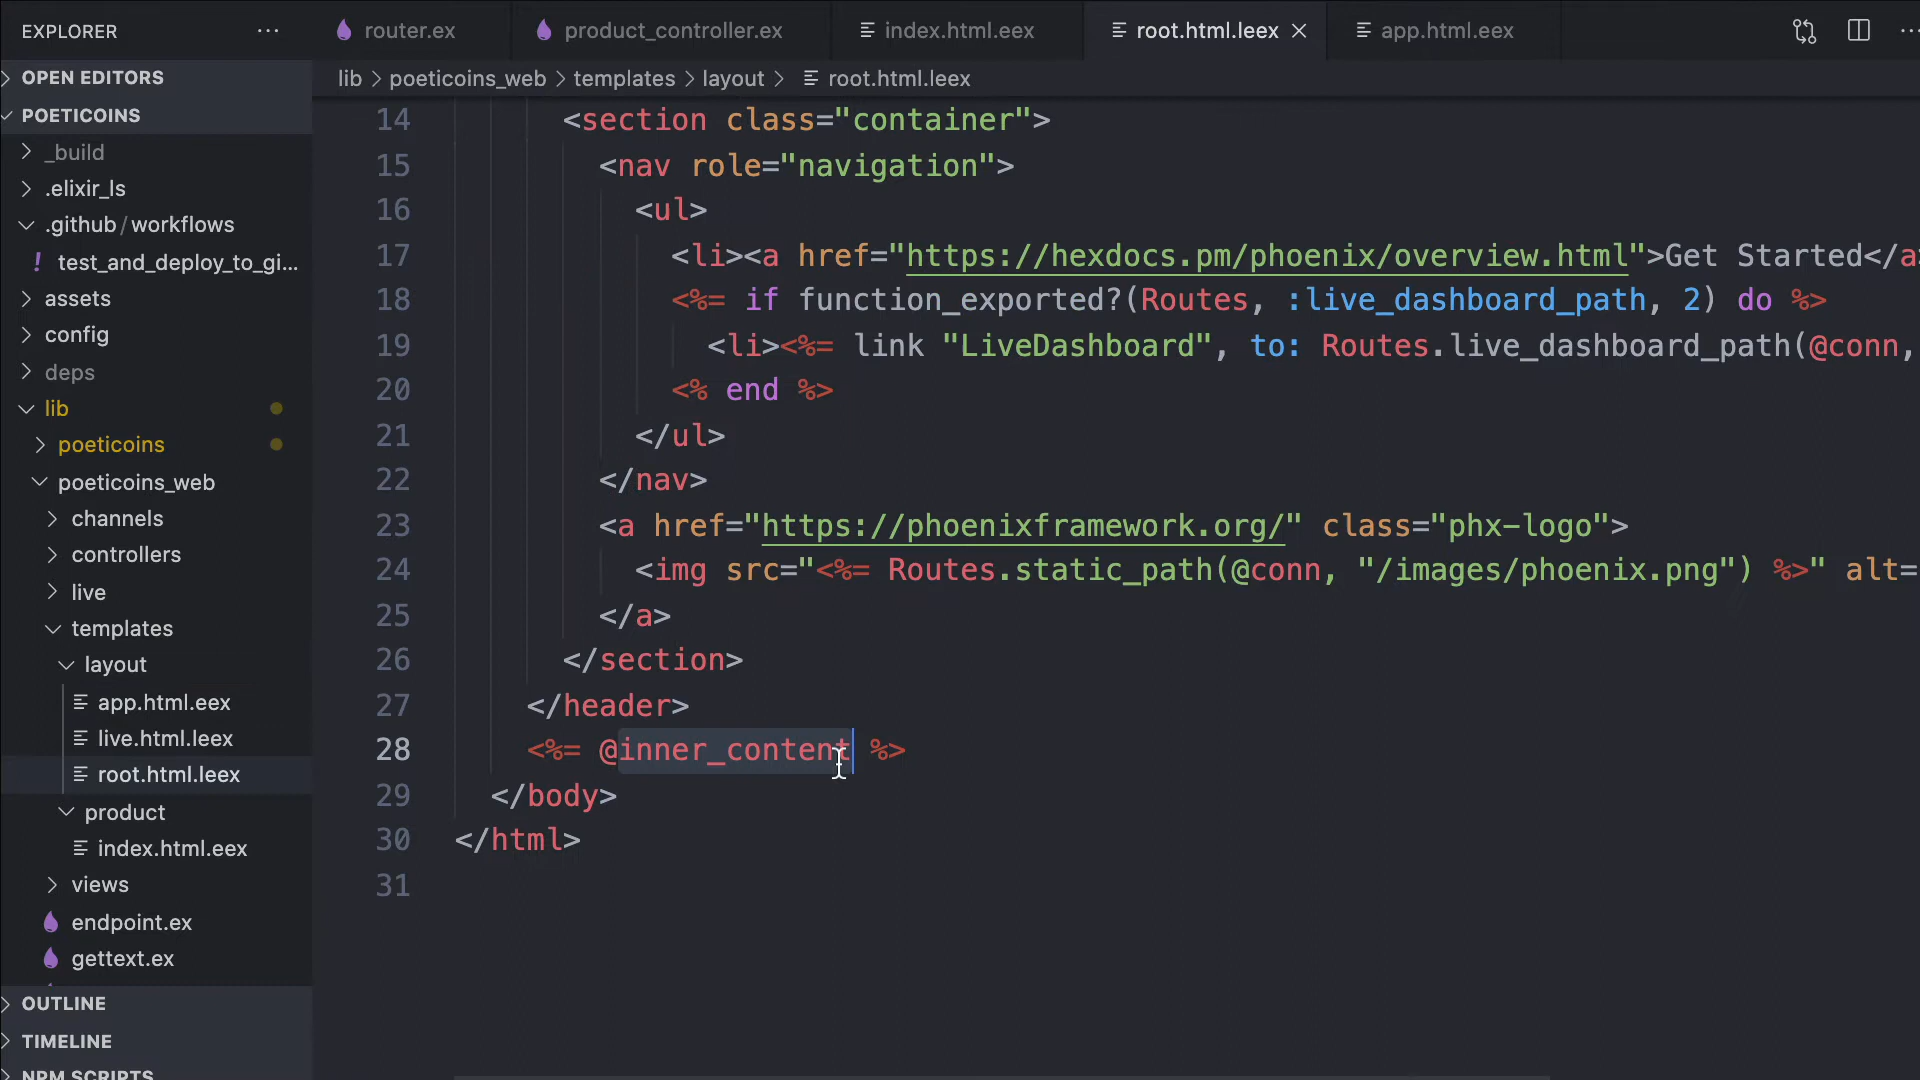 EXPLORER
router.ex
product_controller.ex
index.html.eex
root.html.leex
app.html.eex
OPEN EDITORS
lib > poeticoins_web > templates > layout > root.html.leex
POETICOINS
_build
.elixir_ls
.github/workflows
! test_and_deploy_to_gi...
assets
config
deps
lib
poeticoins
poeticoins_web
channels
controllers
live
templates
layout
app.html.eex
live.html.leex
root.html.leex
product
index.html.eex
views
endpoint.ex
gettext.ex
OUTLINE
TIMELINE
NPM SCRIPTS
14 <section class="container">
15 <nav role="navigation">
16 <ul>
17 <li><a href="https://hexdocs.pm/phoenix/overview.html">Get Started</a>
18 <%= if function_exported?(Routes, :live_dashboard_path, 2) do %>
19 <li><%= link "LiveDashboard", to: Routes.live_dashboard_path(@conn,
20 <% end %>
21 </ul>
22 </nav>
23 <a href="https://phoenixframework.org/" class="phx-logo">
24 <img src="<%= Routes.static_path(@conn, "/images/phoenix.png") %>" alt=
25 </a>
26 </section>
27 </header>
28 <%= @inner_content %>
29 </body>
30 </html>
31